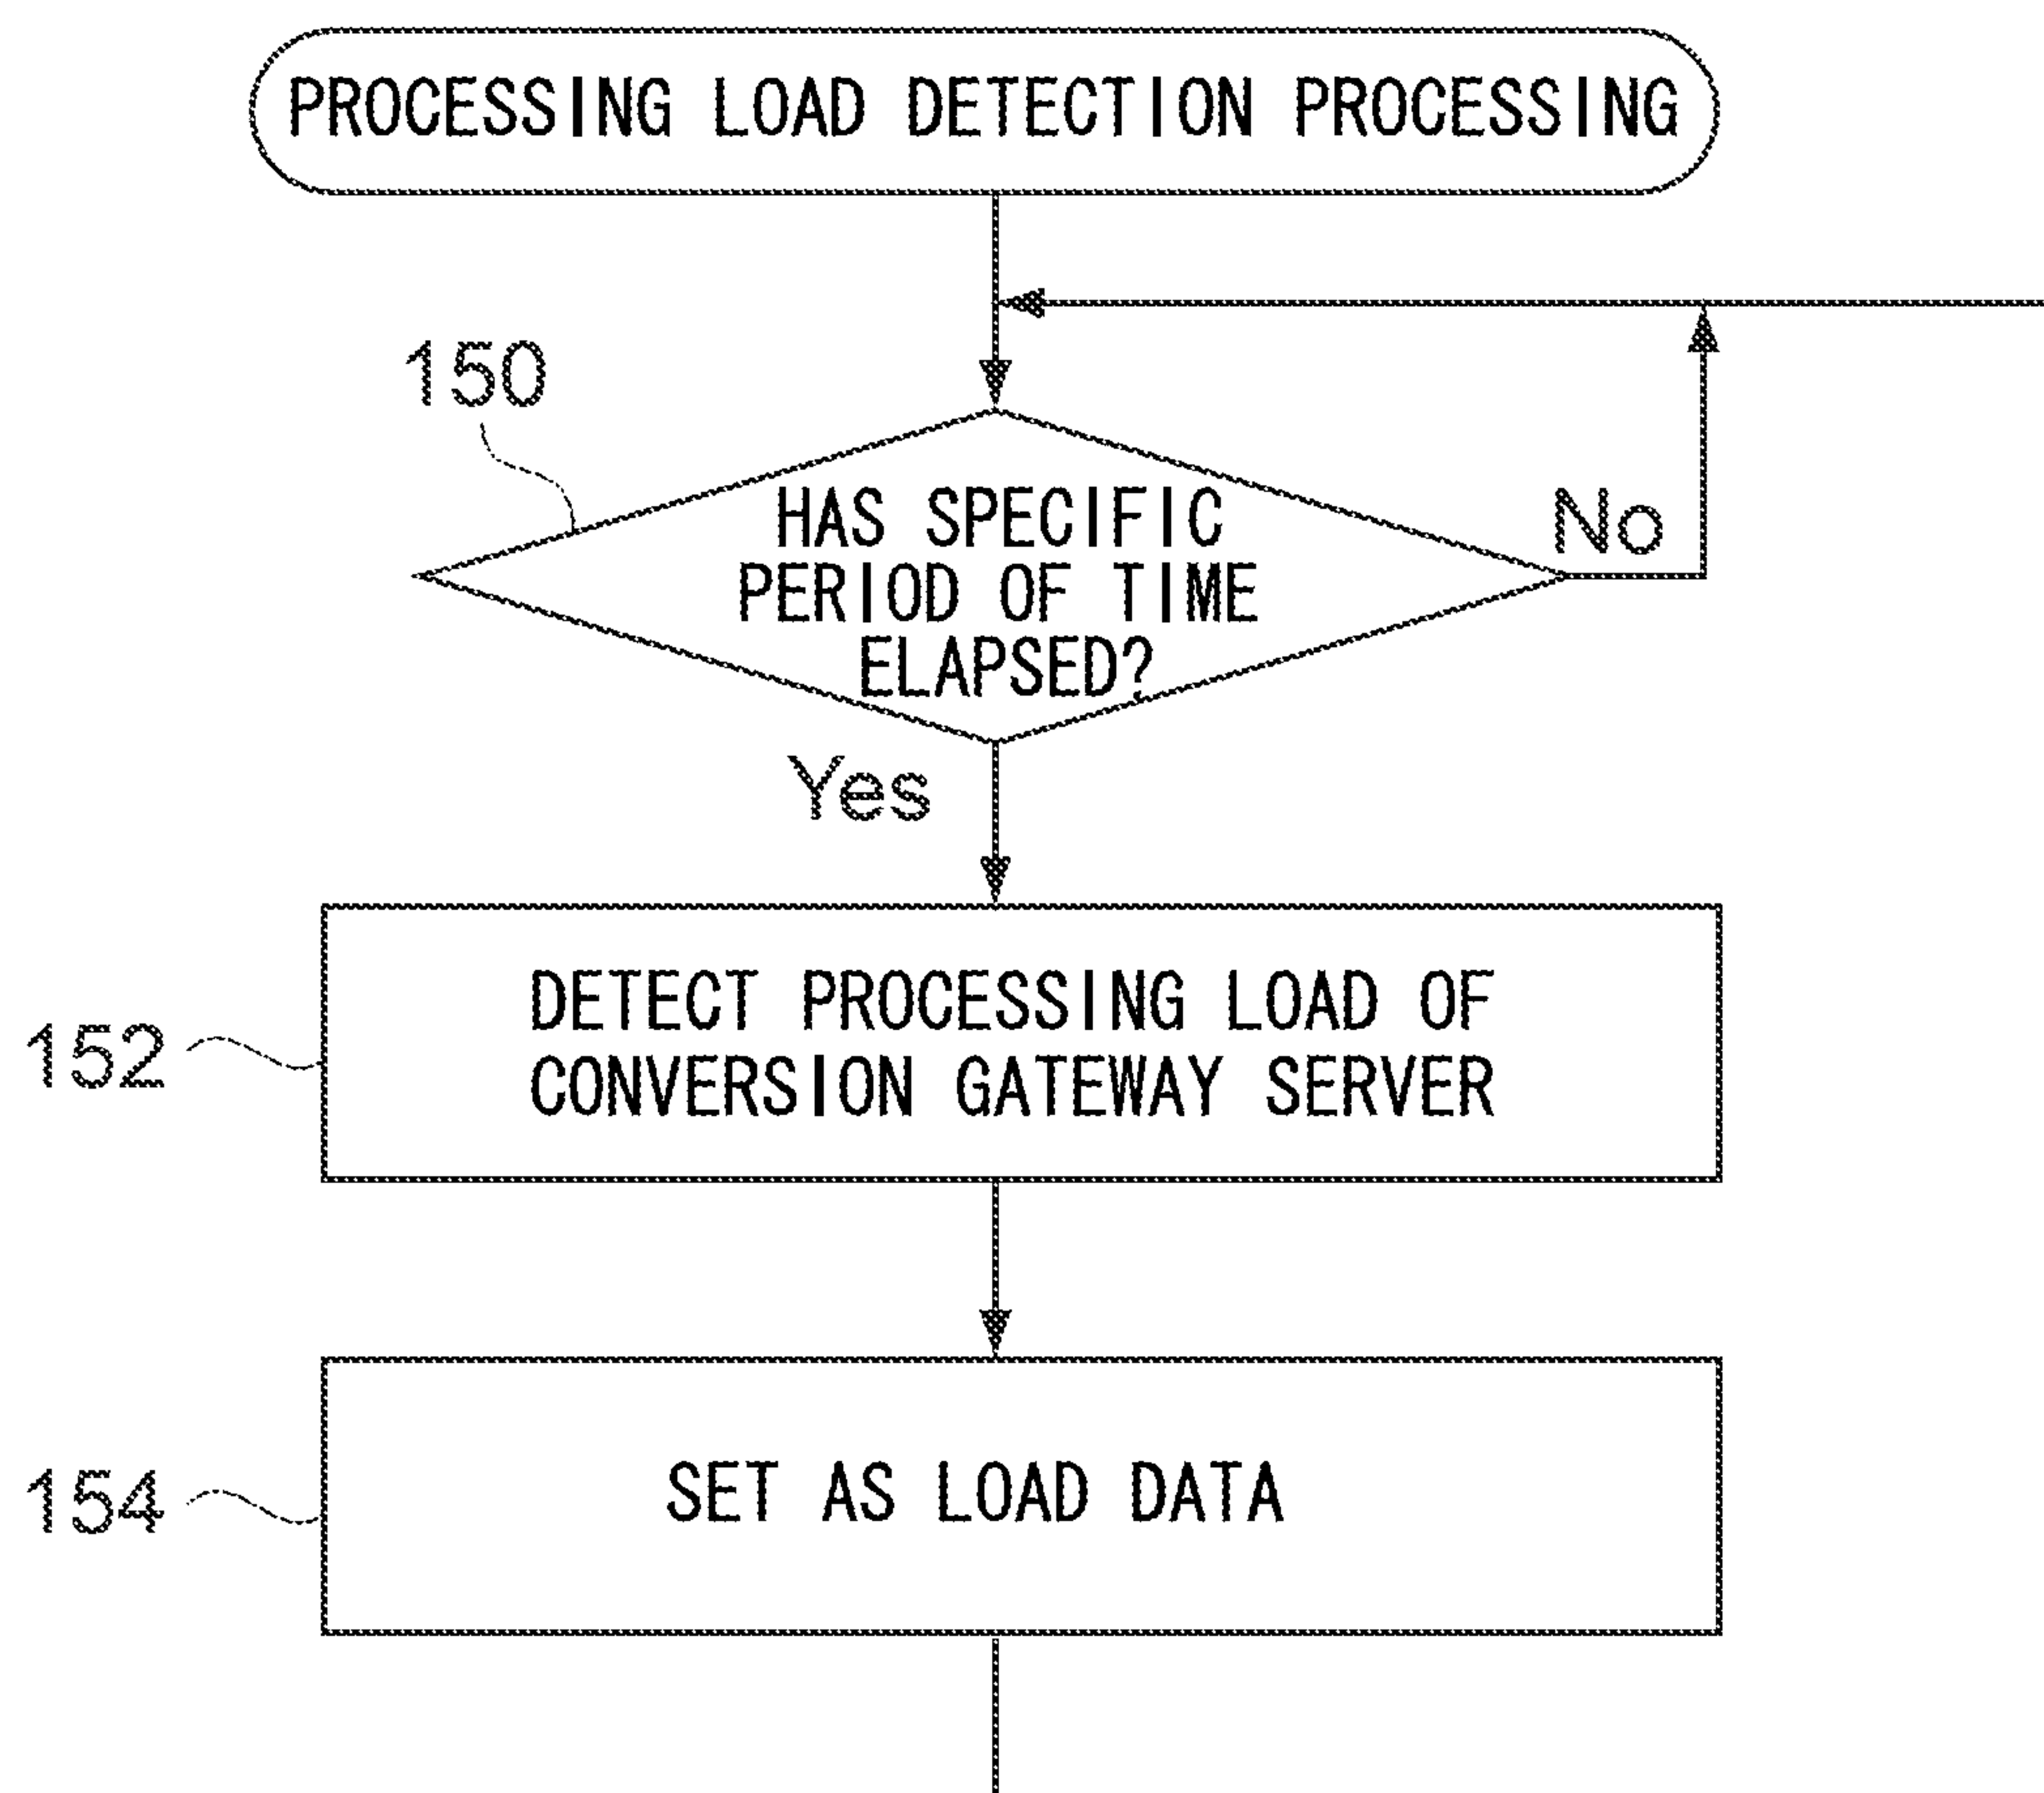 PROCESSING LOAD DETECTION PROCESSING
150
HAS SPECIFIC
PERIOD OF TIME
ELAPSED?
No
Yes
152
DETECT PROCESSING LOAD OF
CONVERSION GATEWAY SERVER
154
SET AS LOAD DATA